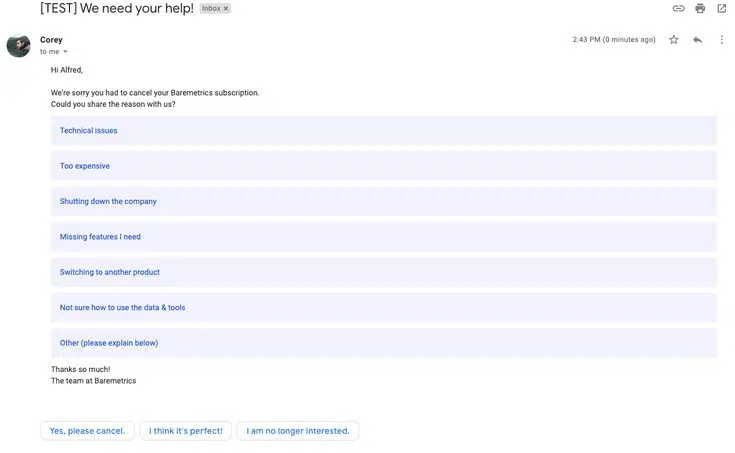 [TEST] We need your help! Inbox ×
Corey
2:43 PM (0 minutes ago)
to me
Hi Alfred,
We're sorry you had to cancel your Baremetrics subscription.
Could you share the reason with us?
Technical issues
Too expensive
Shutting down the company
Missing features I need
Switching to another product
Not sure how to use the data & tools
Other (please explain below)
Thanks so much!
The team at Baremetrics
Yes, please cancel. I think it's perfect! I am no longer interested.